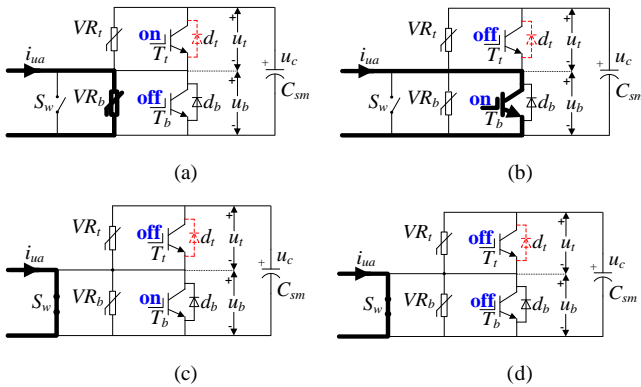 VRt on Tt dt ut uc
iua
Sw VRb off Tb db ub Csm
(a)
VRt on Tt dt ut uc
iua
Sw VRb on Tb db ub Csm
(b)
VRt off Tt dt ut uc
iua
Sw VRb on Tb db ub Csm
(c)
VRt off Tt dt ut uc
iua
Sw VRb off Tb db ub Csm
(d)